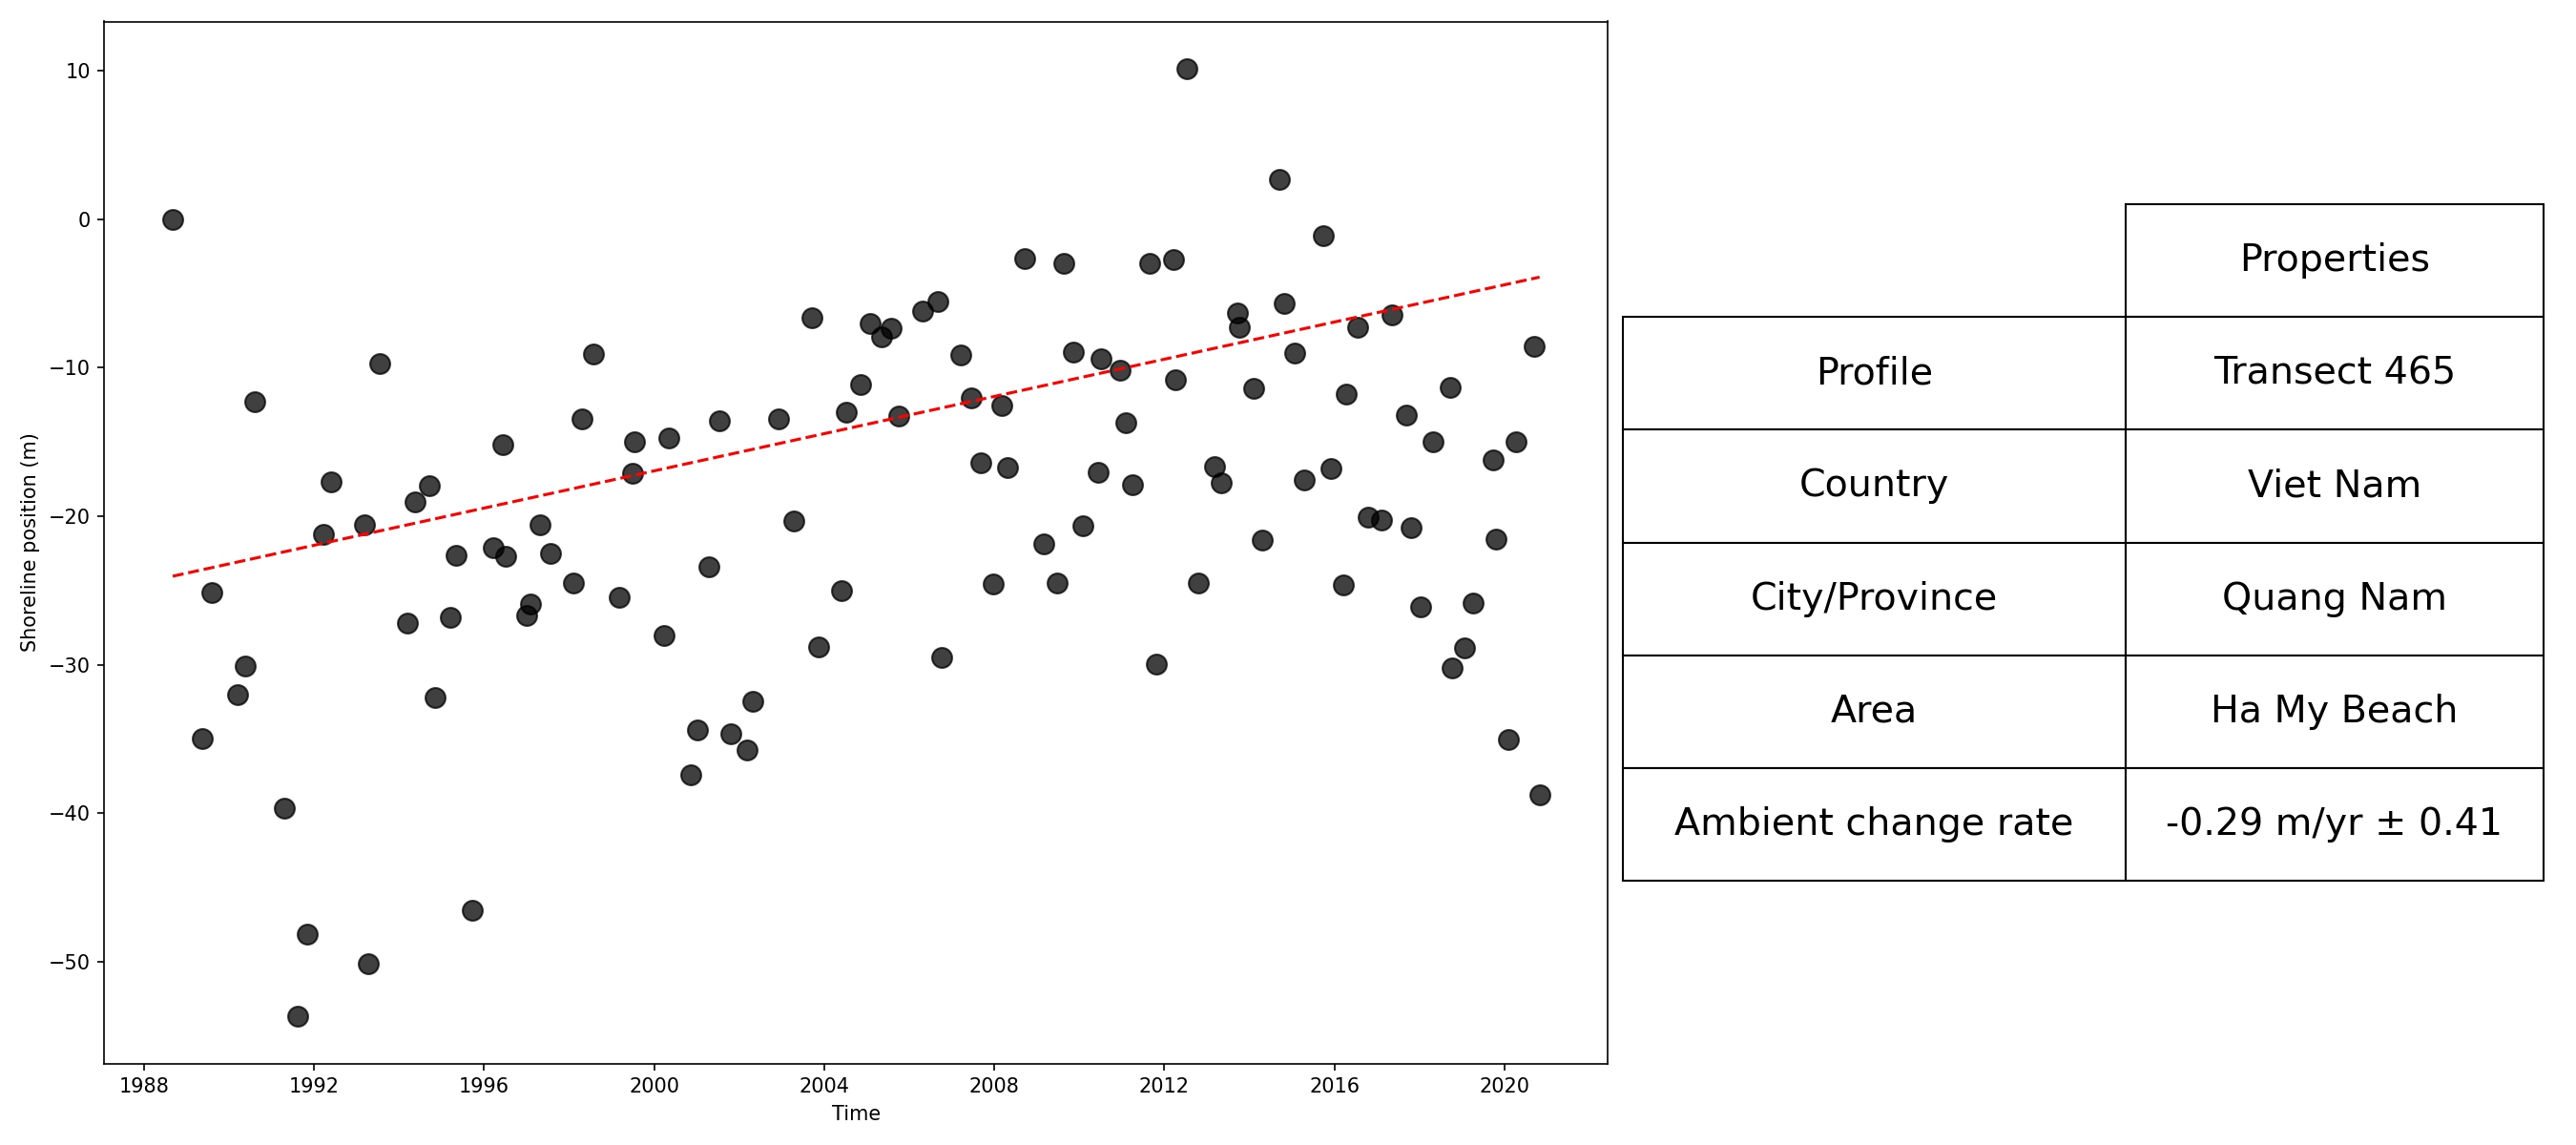 10
0
−10
−20
−30
−40
−50
Shoreline position (m)
1988 1992 1996 2000 2004 2008 2012 2016 2020
Time
Properties
Profile Transect 465
Country Viet Nam
City/Province Quang Nam
Area Ha My Beach
Ambient change rate -0.29 m/yr ± 0.41